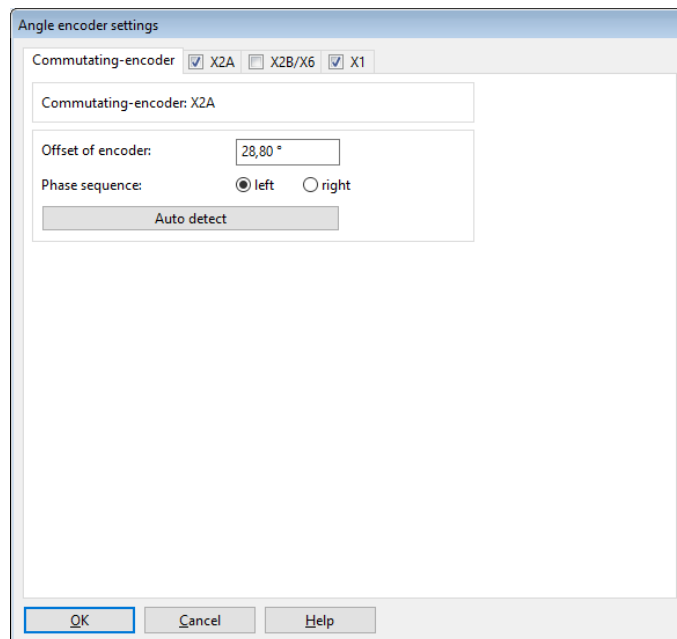 Angle encoder settings
Commutating-encoder X2A X2B/X6 X1
Commutating-encoder: X2A
Offset of encoder: 28,80 °
Phase sequence: left right
Auto detect
OK Cancel Help